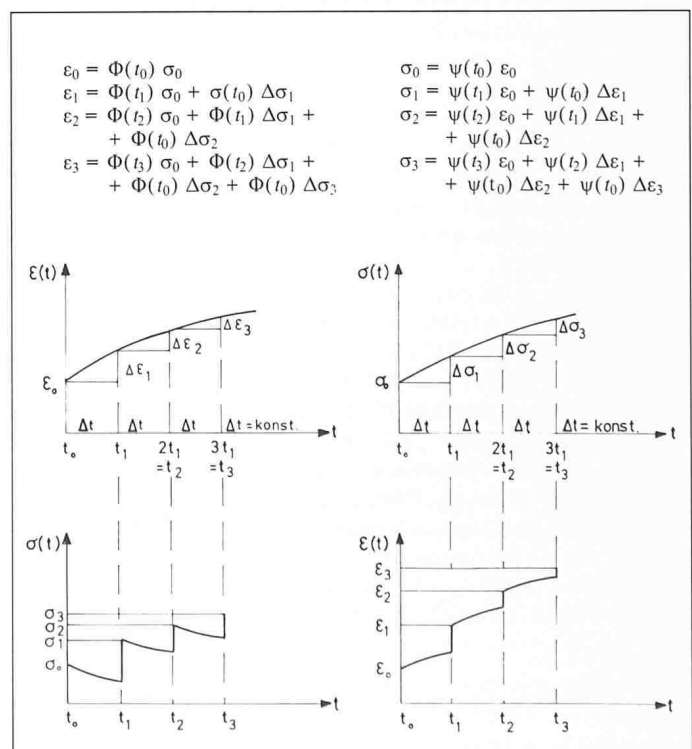 ε₀ = Φ(t₀) σ₀
ε₁ = Φ(t₁) σ₀ + σ(t₀) Δσ₁
ε₂ = Φ(t₂) σ₀ + Φ(t₁) Δσ₁ +
+ Φ(t₀) Δσ₂
ε₃ = Φ(t₃) σ₀ + Φ(t₂) Δσ₁ +
+ Φ(t₀) Δσ₂ + Φ(t₀) Δσ₃
σ₀ = ψ(t₀) ε₀
σ₁ = ψ(t₁) ε₀ + ψ(t₀) Δε₁
σ₂ = ψ(t₂) ε₀ + ψ(t₁) Δε₁ +
+ ψ(t₀) Δε₂
σ₃ = ψ(t₃) ε₀ + ψ(t₂) Δε₁ +
+ ψ(t₀) Δε₂ + ψ(t₀) Δε₃
ε(t)
Δε₃
Δε₂
Δε₁
ε₀
Δt Δt Δt Δt=konst.
t
t₀ t₁ 2t₁ 3t₁
=t₂ =t₃
σ(t)
Δσ₃
Δσ₂
Δσ₁
σ₀
Δt Δt Δt Δt=konst.
t
t₀ t₁ 2t₁ 3t₁
=t₂ =t₃
σ(t)
σ₃
σ₂
σ₁
σ₀
t
t₀ t₁ t₂ t₃
ε(t)
ε₃
ε₂
ε₁
ε₀
t
t₀ t₁ t₂ t₃